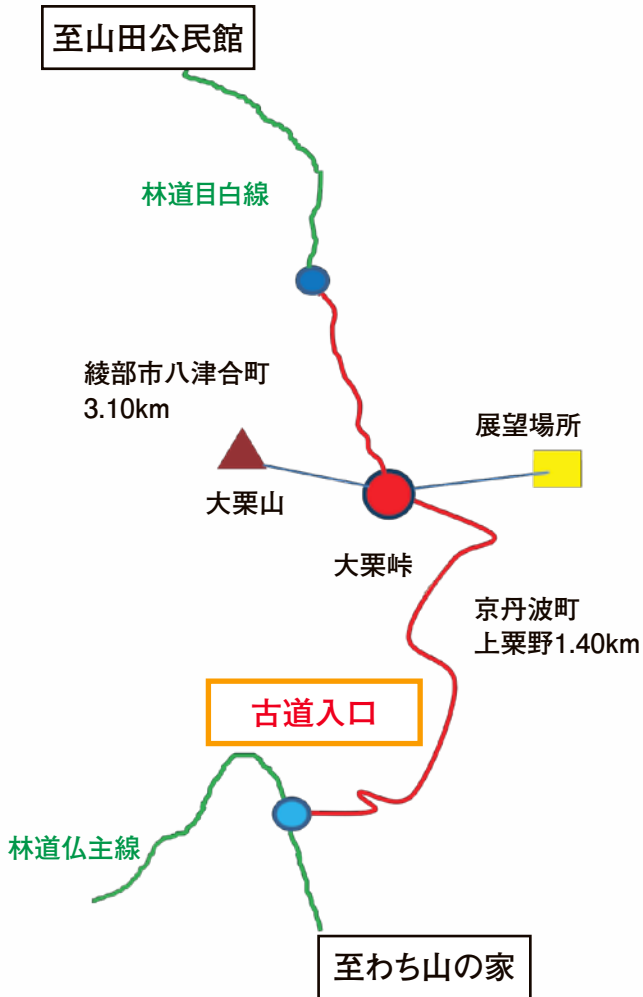 至山田公民館
林道目白線
綾部市八津合町
3.10km
展望場所
大栗山
大栗峠
京丹波町
上粟野1.40km
古道入口
林道仏主線
至わち山の家